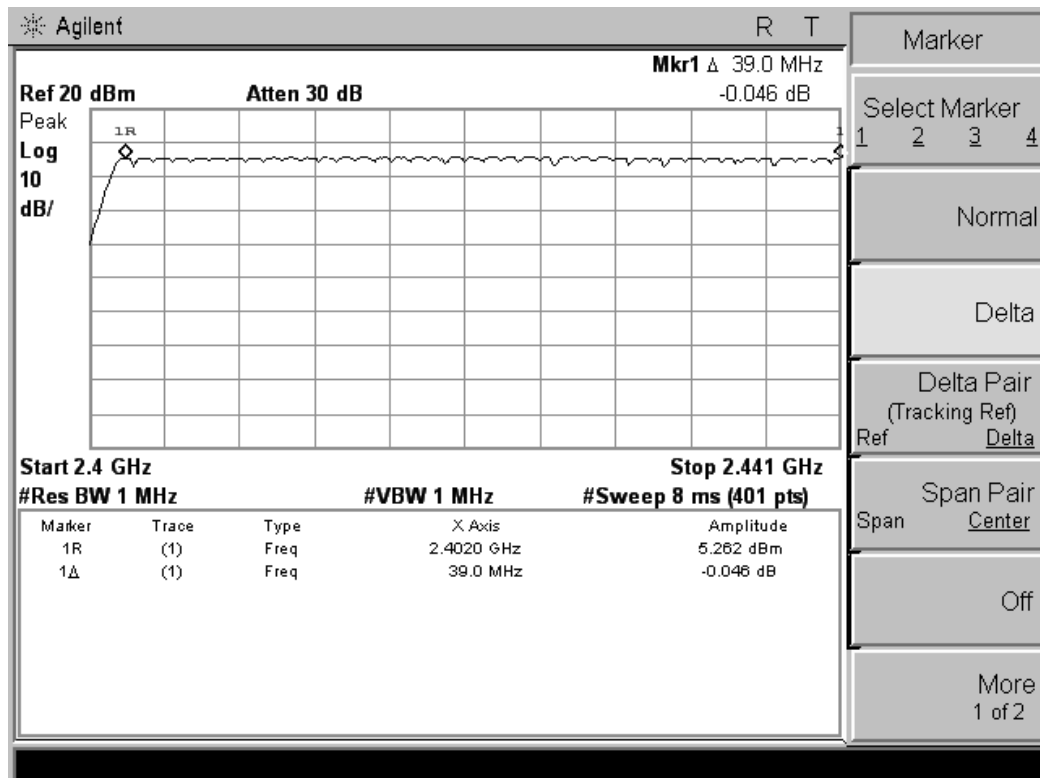 Agilent R T
Mkr1 Δ 39.0 MHz
Ref 20 dBm Atten 30 dB -0.046 dB
Peak
Log
10
dB/
1R
1
Start 2.4 GHz Stop 2.441 GHz
#Res BW 1 MHz #VBW 1 MHz #Sweep 8 ms (401 pts)
Marker Trace Type X Axis Amplitude
1R (1) Freq 2.4020 GHz 5.262 dBm
1Δ (1) Freq 39.0 MHz -0.046 dB
Marker
Select Marker
1 2 3 4
Normal
Delta
Delta Pair
(Tracking Ref)
Ref Delta
Span Pair
Span Center
Off
More
1 of 2